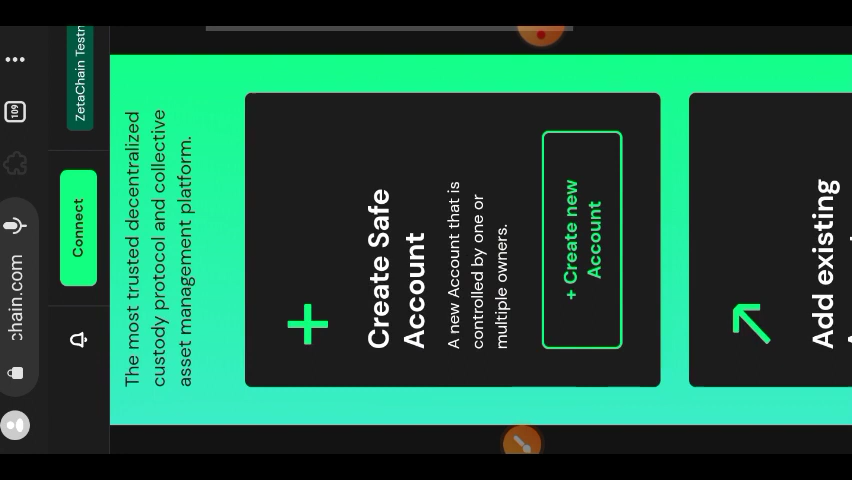 109
chain.com
Connect
ZetaChain Testn
The most trusted decentralized
custody protocol and collective
asset management platform.
Create Safe
Account
A new Account that is
controlled by one or
multiple owners.
+ Create new
Account
Add existing